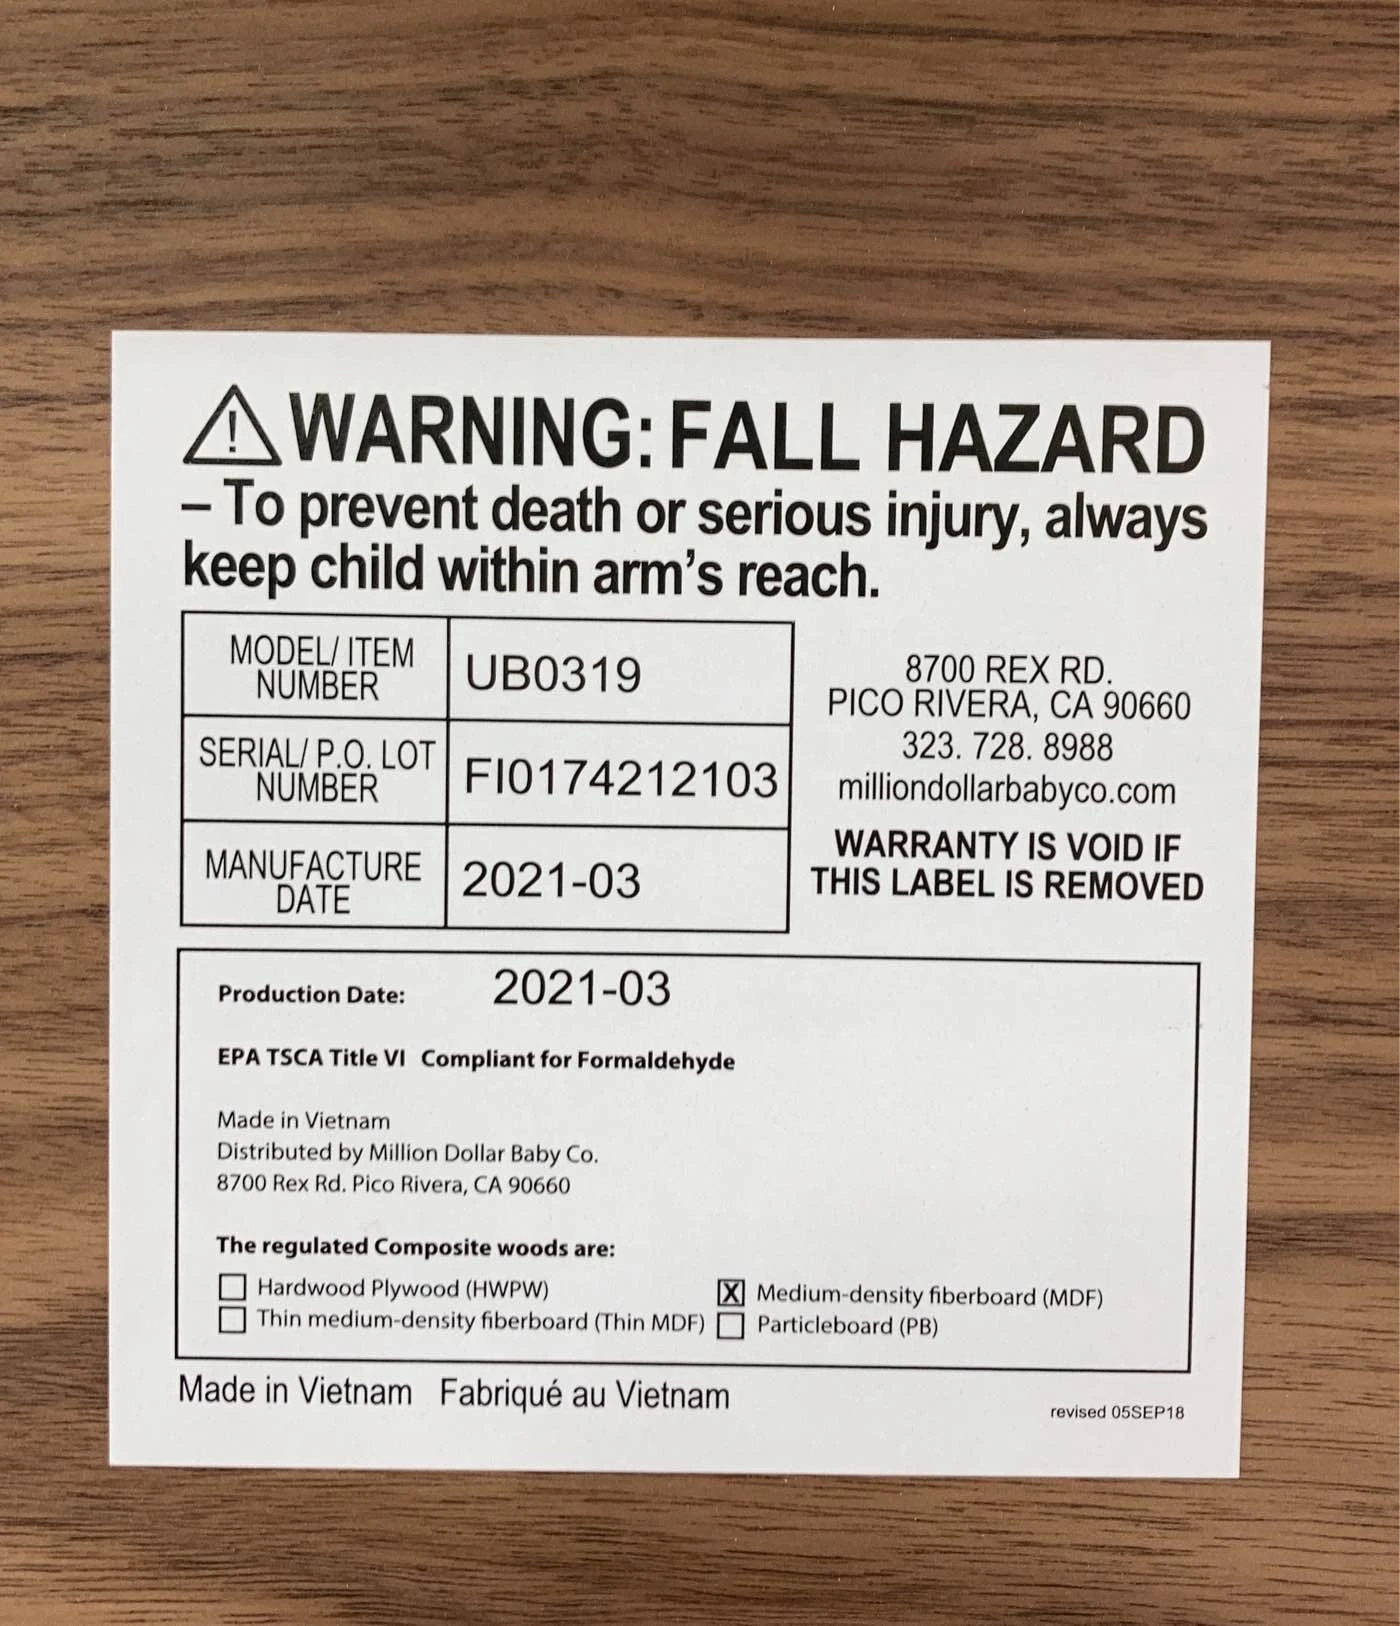 WARNING: FALL HAZARD
– To prevent death or serious injury, always
keep child within arm's reach.
MODEL/ ITEM
NUMBER
UB0319
SERIAL/ P.O. LOT
NUMBER
FI0174212103
MANUFACTURE
DATE
2021-03
8700 REX RD.
PICO RIVERA, CA 90660
323. 728. 8988
milliondollarbabyco.com
WARRANTY IS VOID IF
THIS LABEL IS REMOVED
Production Date: 2021-03
EPA TSCA Title VI Compliant for Formaldehyde
Made in Vietnam
Distributed by Million Dollar Baby Co.
8700 Rex Rd. Pico Rivera, CA 90660
The regulated Composite woods are:
Hardwood Plywood (HWPW)
X Medium-density fiberboard (MDF)
Thin medium-density fiberboard (Thin MDF)
Particleboard (PB)
Made in Vietnam Fabriqué au Vietnam
revised 05SEP18